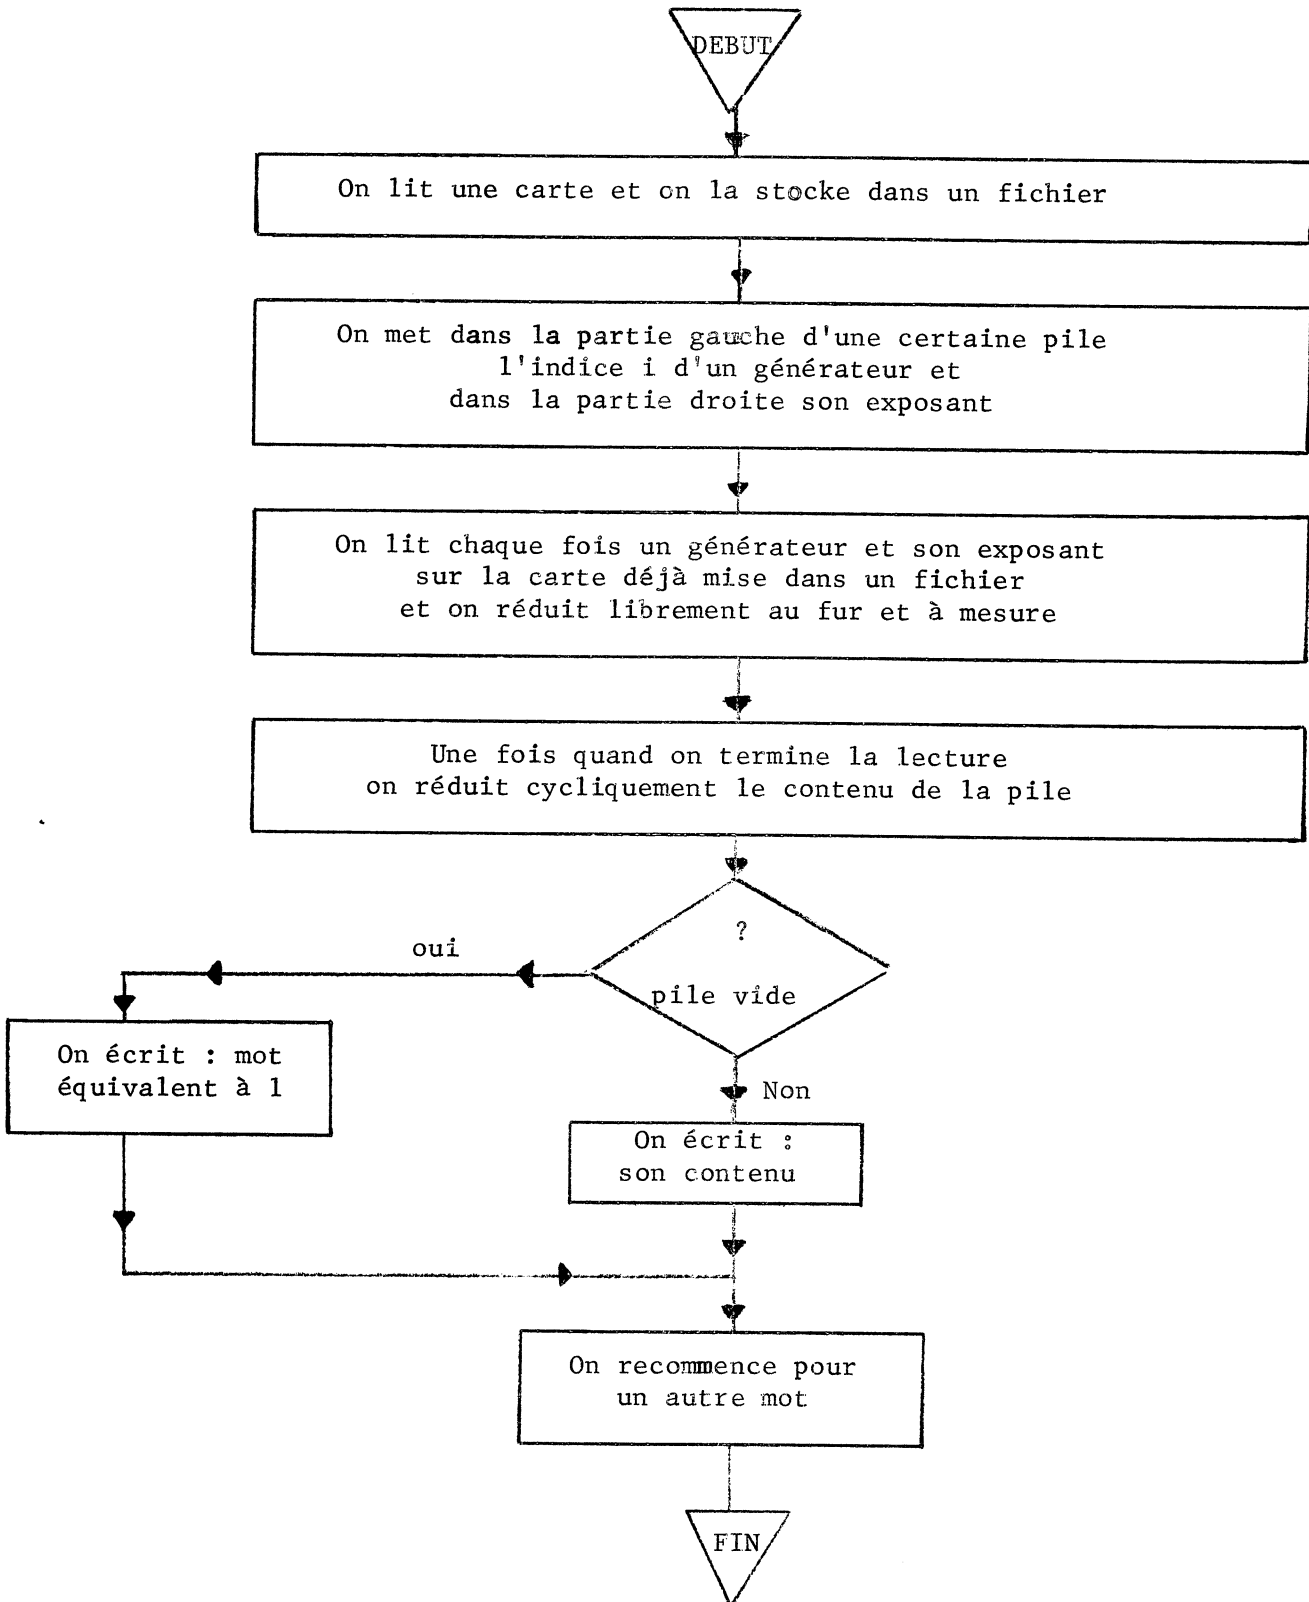 DEBUT
On lit une carte et on la stocke dans un fichier
On met dans la partie gauche d'une certaine pile
l'indice i d'un générateur et
dans la partie droite son exposant
On lit chaque fois un générateur et son exposant
sur la carte déjà mise dans un fichier
et on réduit librement au fur et à mesure
Une fois quand on termine la lecture
on réduit cycliquement le contenu de la pile
?
pile vide
oui
On écrit : mot
équivalent à 1
Non
On écrit :
son contenu
On recommence pour
un autre mot
FIN